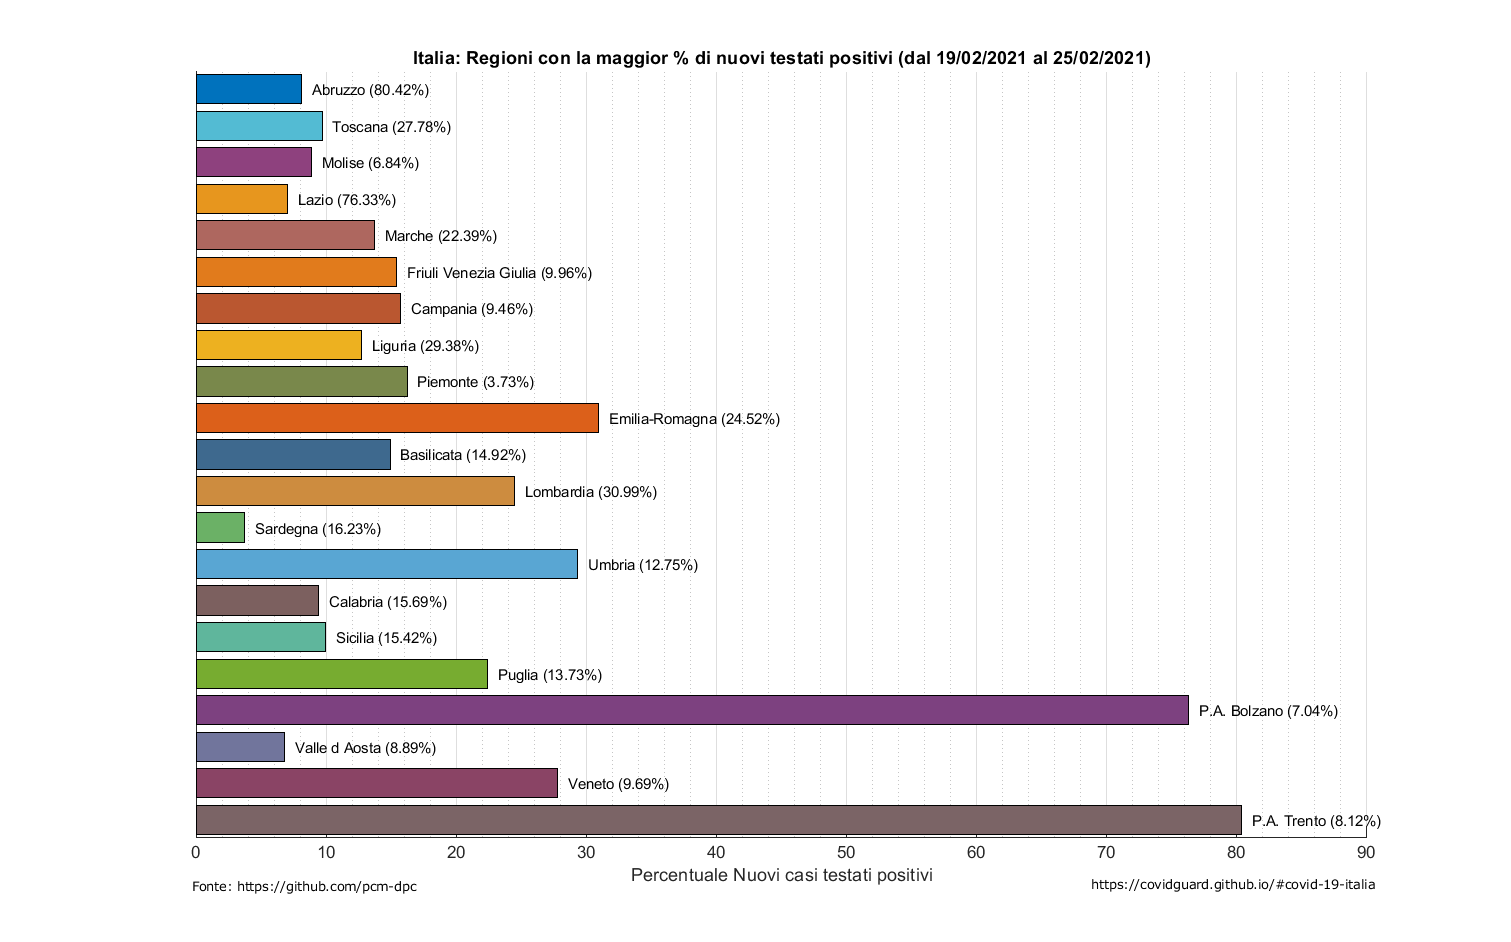 Italia: Regioni con la maggior % di nuovi testati positivi (dal 19/02/2021 al 25/02/2021)
Abruzzo (80.42%)
Toscana (27.78%)
Molise (6.84%)
Lazio (76.33%)
Marche (22.39%)
Friuli Venezia Giulia (9.96%)
Campania (9.46%)
Liguria (29.38%)
Piemonte (3.73%)
Emilia-Romagna (24.52%)
Basilicata (14.92%)
Lombardia (30.99%)
Sardegna (16.23%)
Umbria (12.75%)
Calabria (15.69%)
Sicilia (15.42%)
Puglia (13.73%)
P.A. Bolzano (7.04%)
Valle d Aosta (8.89%)
Veneto (9.69%)
P.A. Trento (8.12%)
0 10 20 30 40 50 60 70 80 90
Percentuale Nuovi casi testati positivi
Fonte: https://github.com/pcm-dpc
https://covidguard.github.io/#covid-19-italia